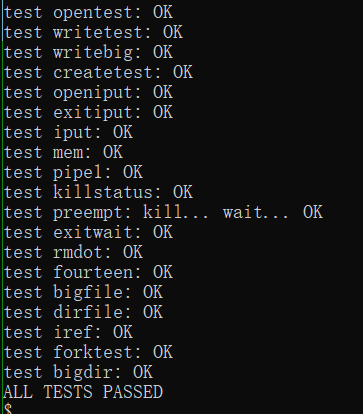 test opentest: OK
test writetest: OK
test writebig: OK
test createtest: OK
test openiput: OK
test exitiput: OK
test iput: OK
test mem: OK
test pipe1: OK
test killstatus: OK
test preempt: kill... wait... OK
test exitwait: OK
test rmdot: OK
test fourteen: OK
test bigfile: OK
test dirfile: OK
test iref: OK
test forktest: OK
test bigdir: OK
ALL TESTS PASSED
$